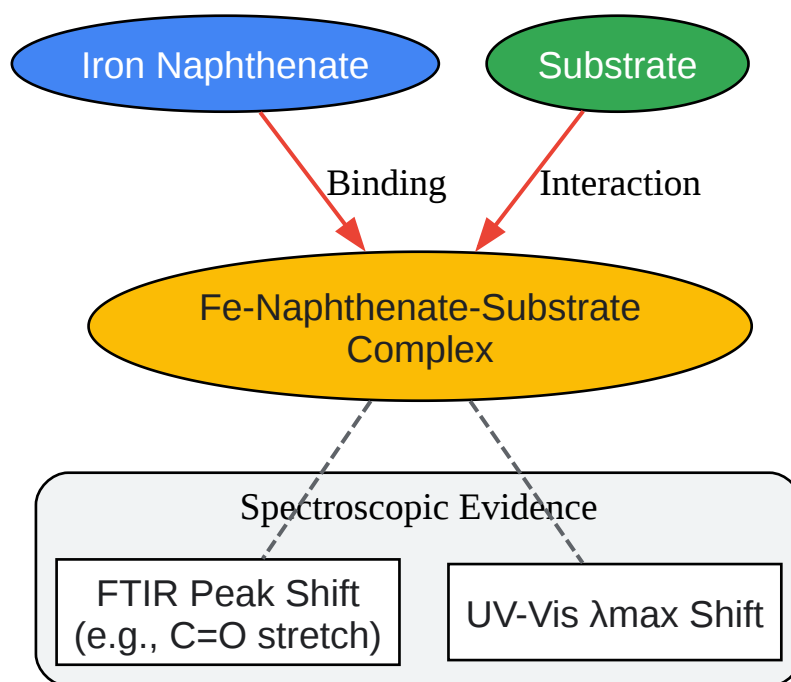 Iron Naphthenate
Substrate
Binding
Interaction
Fe-Naphthenate-Substrate
Complex
Spectroscopic Evidence
FTIR Peak Shift
(e.g., C=O stretch)
UV-Vis λmax Shift